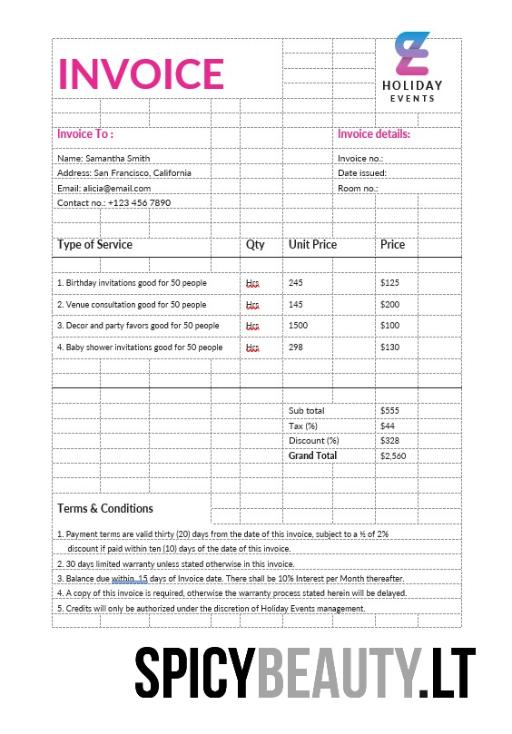 INVOICE
HOLIDAY
EVENTS
Invoice To :
Invoice details:
Name: Samantha Smith
Invoice no.:
Address: San Francisco, California
Date issued:
Email: alicia@email.com
Room no.:
Contact no.: +123 456 7890
Type of Service Qty Unit Price Price
1. Birthday invitations good for 50 people Hrs 245 $125
2. Venue consultation good for 50 people Hrs 145 $200
3. Decor and party favors good for 50 people Hrs 1500 $100
4. Baby shower invitations good for 50 people Hrs 298 $130
Sub total $555
Tax (%) $44
Discount (%) $328
Grand Total $2,560
Terms & Conditions
1. Payment terms are valid thirty (20) days from the date of this invoice, subject to a ½ of 2%
discount if paid within ten (10) days of the date of this invoice.
2. 30 days limited warranty unless stated otherwise in this invoice.
3. Balance due within 15 days of Invoice date. There shall be 10% Interest per Month thereafter.
4. A copy of this invoice is required, otherwise the warranty process stated herein will be delayed.
5. Credits will only be authorized under the discretion of Holiday Events management.
SPICYBEAUTY.LT